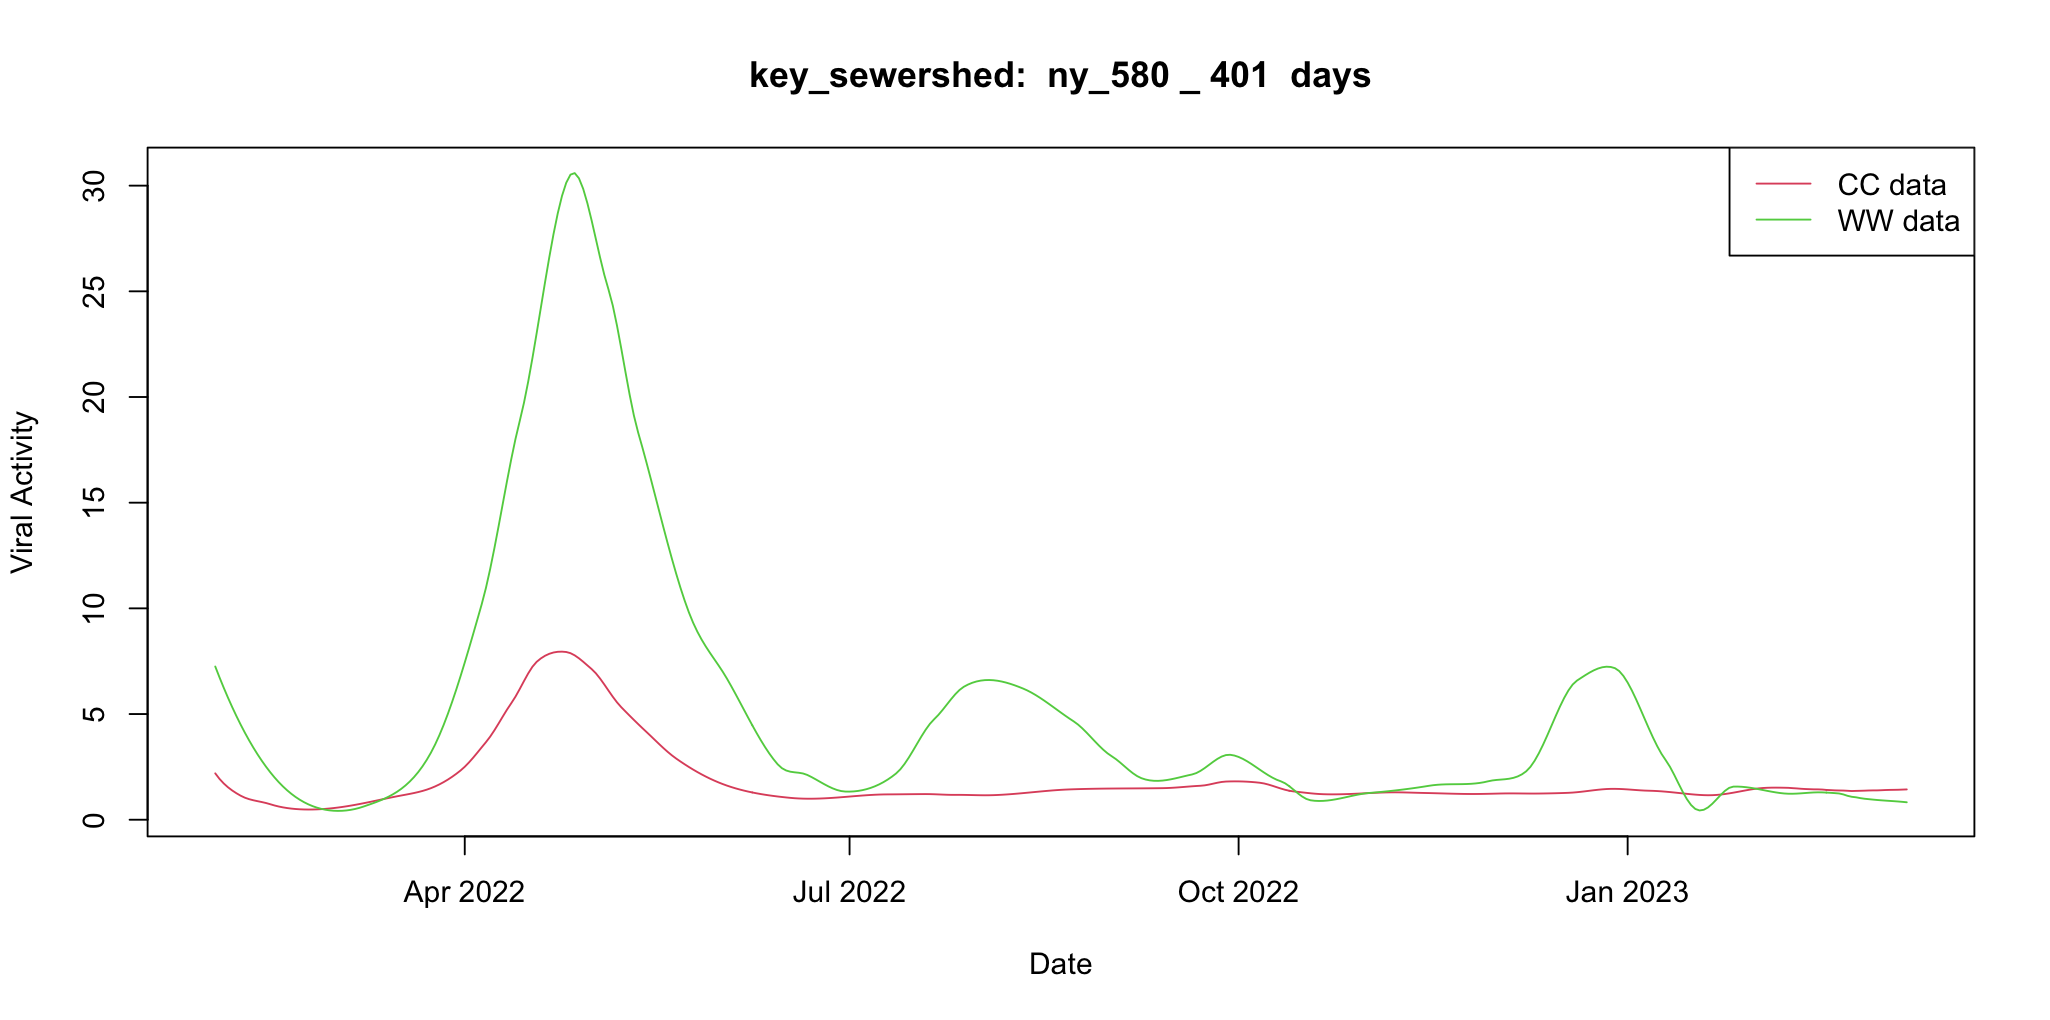 key_sewershed:  ny_580 _ 401  days
CC data
WW data
Viral Activity
30
25
20
15
10
5
0
Apr 2022
Jul 2022
Oct 2022
Jan 2023
Date